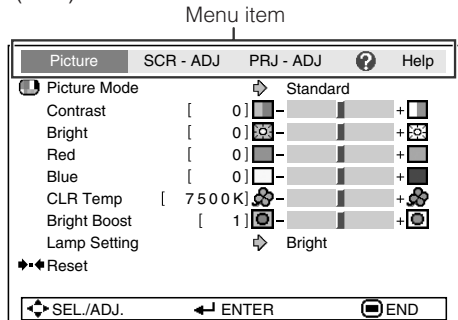 Menu item
Picture SCR - ADJ PRJ - ADJ ? Help
Picture Mode Standard
Contrast [ 0] - +
Bright [ 0] - +
Red [ 0] - +
Blue [ 0] - +
CLR Temp [ 7500K] - +
Bright Boost [ 1] - +
Lamp Setting Bright
Reset
SEL./ADJ. ENTER END